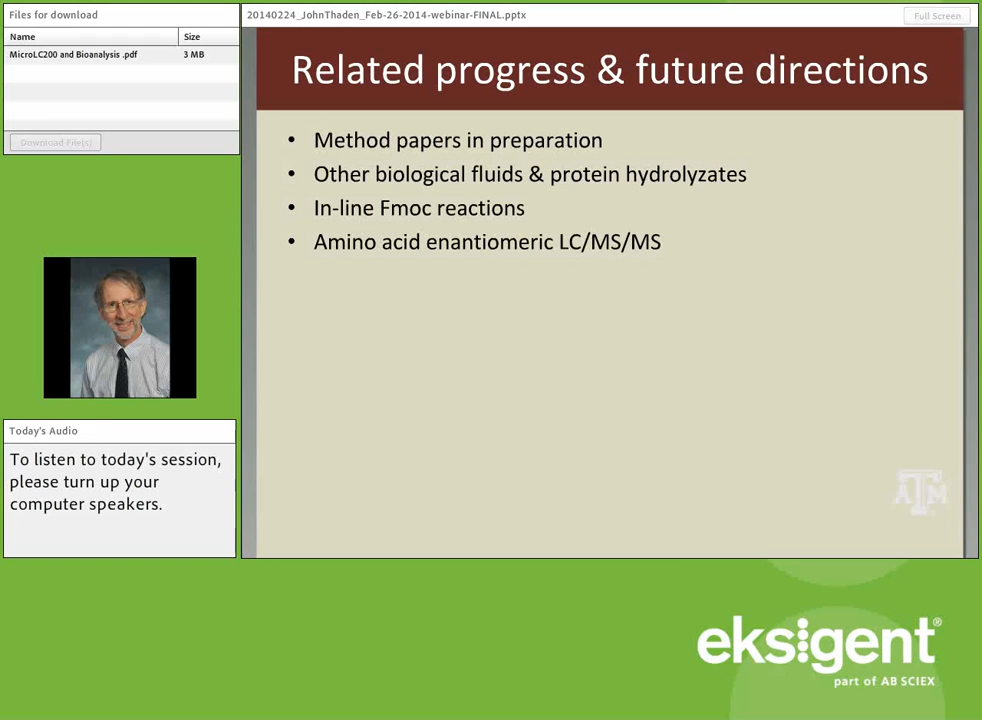 Files for download
Name Size
MicroLC200 and Bioanalysis .pdf 3 MB
Download File(s)
Today's Audio
To listen to today's session,
please turn up your
computer speakers.
20140224_JohnThaden_Feb-26-2014-webinar-FINAL.pptx
Full Screen
Related progress & future directions
• Method papers in preparation
• Other biological fluids & protein hydrolyzates
• In-line Fmoc reactions
• Amino acid enantiomeric LC/MS/MS
ATM
eksigent®
part of AB SCIEX